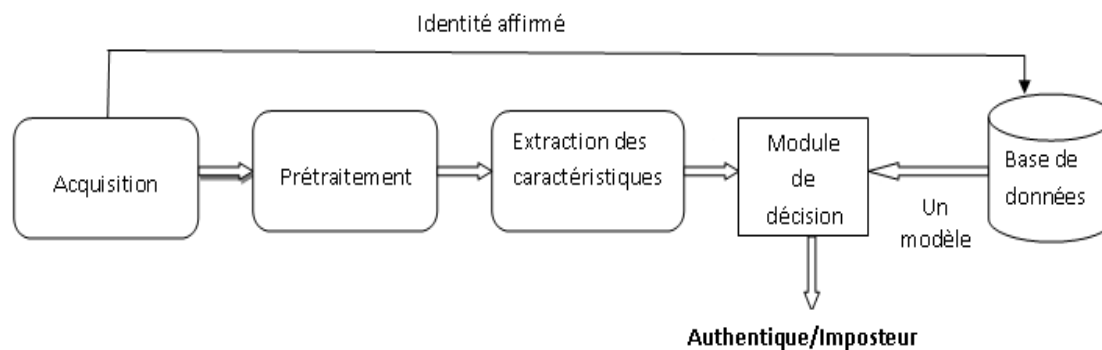 Identité affirmé
Acquisition
Prétraitement
Extraction des
caractéristiques
Module
de
décision
Base de
données
Un
modèle
Authentique/Imposteur